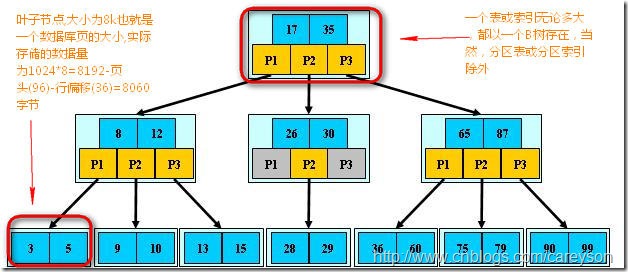 叶子节点,大小为8k也就是
一个数据库页的大小,实际
存储的数据量
为1024*8=8192-页
头(96)-行偏移(36)=8060
字节
17 35
P1 P2 P3
一个表或索引无论多大
，都以一个B树存在，当
然，分区表或分区索引
除外
8 12
P1 P2 P3
26 30
P1 P2 P3
65 87
P1 P2 P3
3 5
9 10
13 15
28 29
36 60
75 79
90 99
http://www.cnblogs.com/careyson